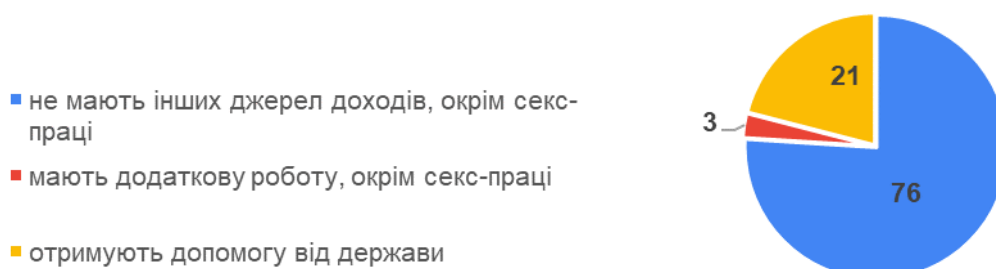 не мають інших джерел доходів, окрім секс-
праці
мають додаткову роботу, окрім секс-праці
отримують допомогу від держави
21
3
76